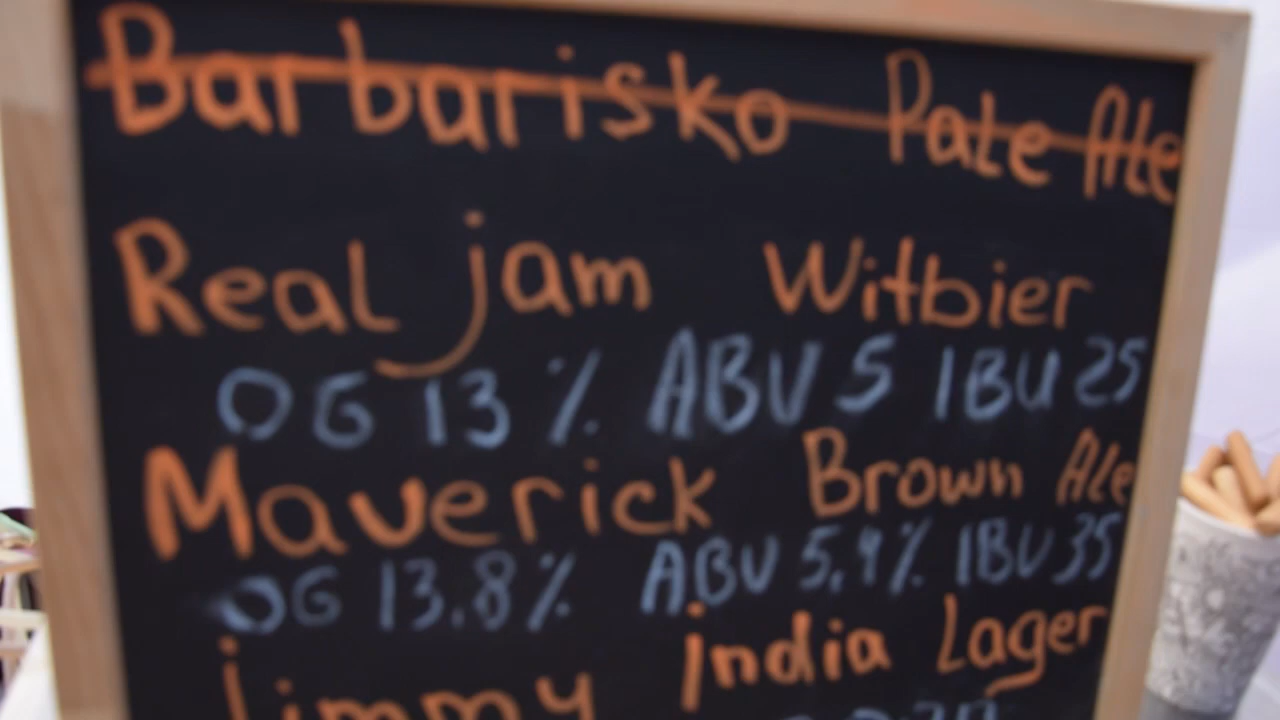 Barbarisko Pale Ale
Real jam Witbier
OG 13 % ABV 5 IBU 25
Maverick Brown Ale
OG 13.8% ABV 5.4% IBU 35
jimmy india Lager